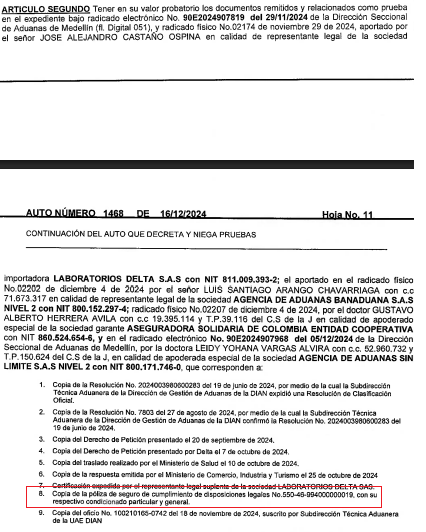 ARTICULO SEGUNDO Tener en su valor probatorio los documentos remitidos y relacionados como prueba
en el expediente bajo radicado electrónico No. 90E2024907819 del 29/11/2024 de la Dirección Seccional
de Aduanas de Medellín (fl. Digital 051), y radicado físico No.02174 de noviembre 29 de 2024, aportado por
el señor JOSE ALEJANDRO CASTAÑO OSPINA en calidad de representante legal de la sociedad
AUTO NÚMERO 1468 DE 16/12/2024 Hoja No. 11
CONTINUACIÓN DEL AUTO QUE DECRETA Y NIEGA PRUEBAS
importadora LABORATORIOS DELTA S.A.S con NIT 811.009.393-2; el aportado en el radicado físico
No.02202 de diciembre 4 de 2024 por el señor LUIS SANTIAGO ARANGO CHAVARRIAGA con c.c
71.673.317 en calidad de representante legal de la sociedad AGENCIA DE ADUANAS BANADUANA S.A.S
NIVEL 2 con NIT 800.152.297-4; radicado físico No.02207 de diciembre 4 de 2024, por el doctor GUSTAVO
ALBERTO HERRERA AVILA con c.c 19.395.114 y T.P.39.116 del C.S de la J en calidad de apoderado
especial de la sociedad garante ASEGURADORA SOLIDARIA DE COLOMBIA ENTIDAD COOPERATIVA
con NIT 860.524.654-6, y en el radicado electrónico No. 90E2024907968 del 05/12/2024 de la Dirección
Seccional de Aduanas de Medellín, por la doctora LEIDY YOHANA VARGAS ALVIRA con c.c. 52.960.732 y
T.P.150.624 del C.S de la J, en calidad de apoderada especial de la sociedad AGENCIA DE ADUANAS SIN
LIMITE S.A.S NIVEL 2 con NIT 800.171.746-0, que corresponden a:
1. Copia de la Resolución No. 2024003980600283 del 19 de junio de 2024, por medio de la cual la Subdirección
Técnica Aduanera de la Dirección de Gestión de Aduanas de la DIAN expidió una Resolución de Clasificación
Oficial.
2. Copia de la Resolución No. 7803 del 27 de agosto de 2024, por medio de la cual la Subdirección Técnica
Aduanera de la Dirección de Gestión de Aduanas de la DIAN confirmó la Resolución No. 2024003980600283 del
19 de junio de 2024.
3. Copia del Derecho de Petición presentado el 20 de septiembre de 2024.
4. Copia del Derecho de Petición presentado por Delta el 7 de octubre de 2024.
5. Copia del traslado realizado por el Ministerio de Salud el 10 de octubre de 2024.
6. Copia de la respuesta emitida por el Ministerio de Comercio, Industria y Turismo el 25 de octubre de 2024
7. Certificación expedida por el representante legal suplente de la sociedad LABORATORIOS DELTA SAS.
8. Copia de la póliza de seguro de cumplimiento de disposiciones legales No.550-46-994000000019, con su
respectivo condicionado particular y general.
9. Copia del oficio No. 100210165-0742 del 18 de noviembre de 2024, suscrito por Subdirección Técnica Aduanera
de la UAE DIAN